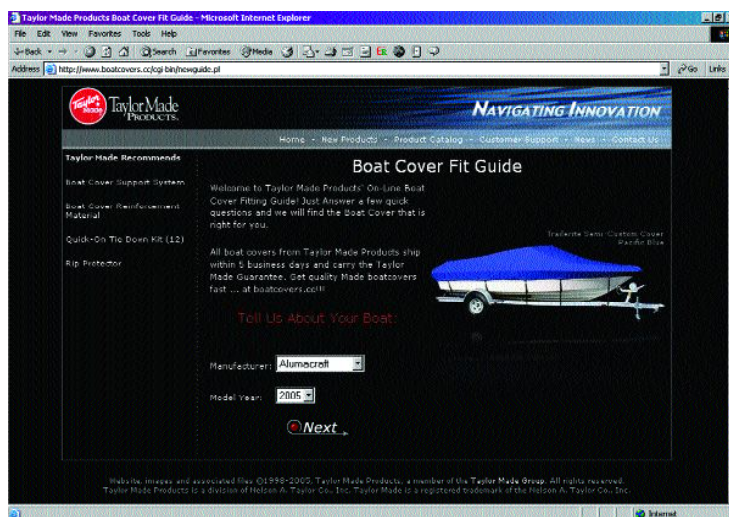 Taylor Made Products Boat Cover Fit Guide - Microsoft Internet Explorer
File Edit View Favorites Tools Help
Back Search Favorites Media
Address http://www.boatcovers.cc/cgi-bin/newguide.pl Go Links
Taylor Made Taylor Made PRODUCTS. NAVIGATING INNOVATION
Home - New Products - Product Catalog - Customer Support - News - Contact Us
Taylor Made Recommends
Boat Cover Support System
Boat Cover Reinforcement
Material
Quick-On Tie Down Kit (12)
Rip Protector
Boat Cover Fit Guide
Welcome to Taylor Made Products' On-Line Boat
Cover Fitting Guide! Just Answer a few quick
questions and we will find the Boat Cover that is
right for you.
Trailerite Semi-Custom Cover
Pacific Blue
All boat covers from Taylor Made Products ship
within 5 business days and carry the Taylor
Made Guarantee. Get quality Made boatcovers
fast ... at boatcovers.cc!!!
Tell Us About Your Boat:
Manufacturer: Alumacraft
Model Year: 2005
Next
Website, images and associated files ©1998-2005, Taylor Made Products, a member of the Taylor Made Group. All rights reserved.
Taylor Made Products is a division of Nelson A. Taylor Co., Inc. Taylor Made is a registered trademark of the Nelson A. Taylor Co., Inc.
Internet